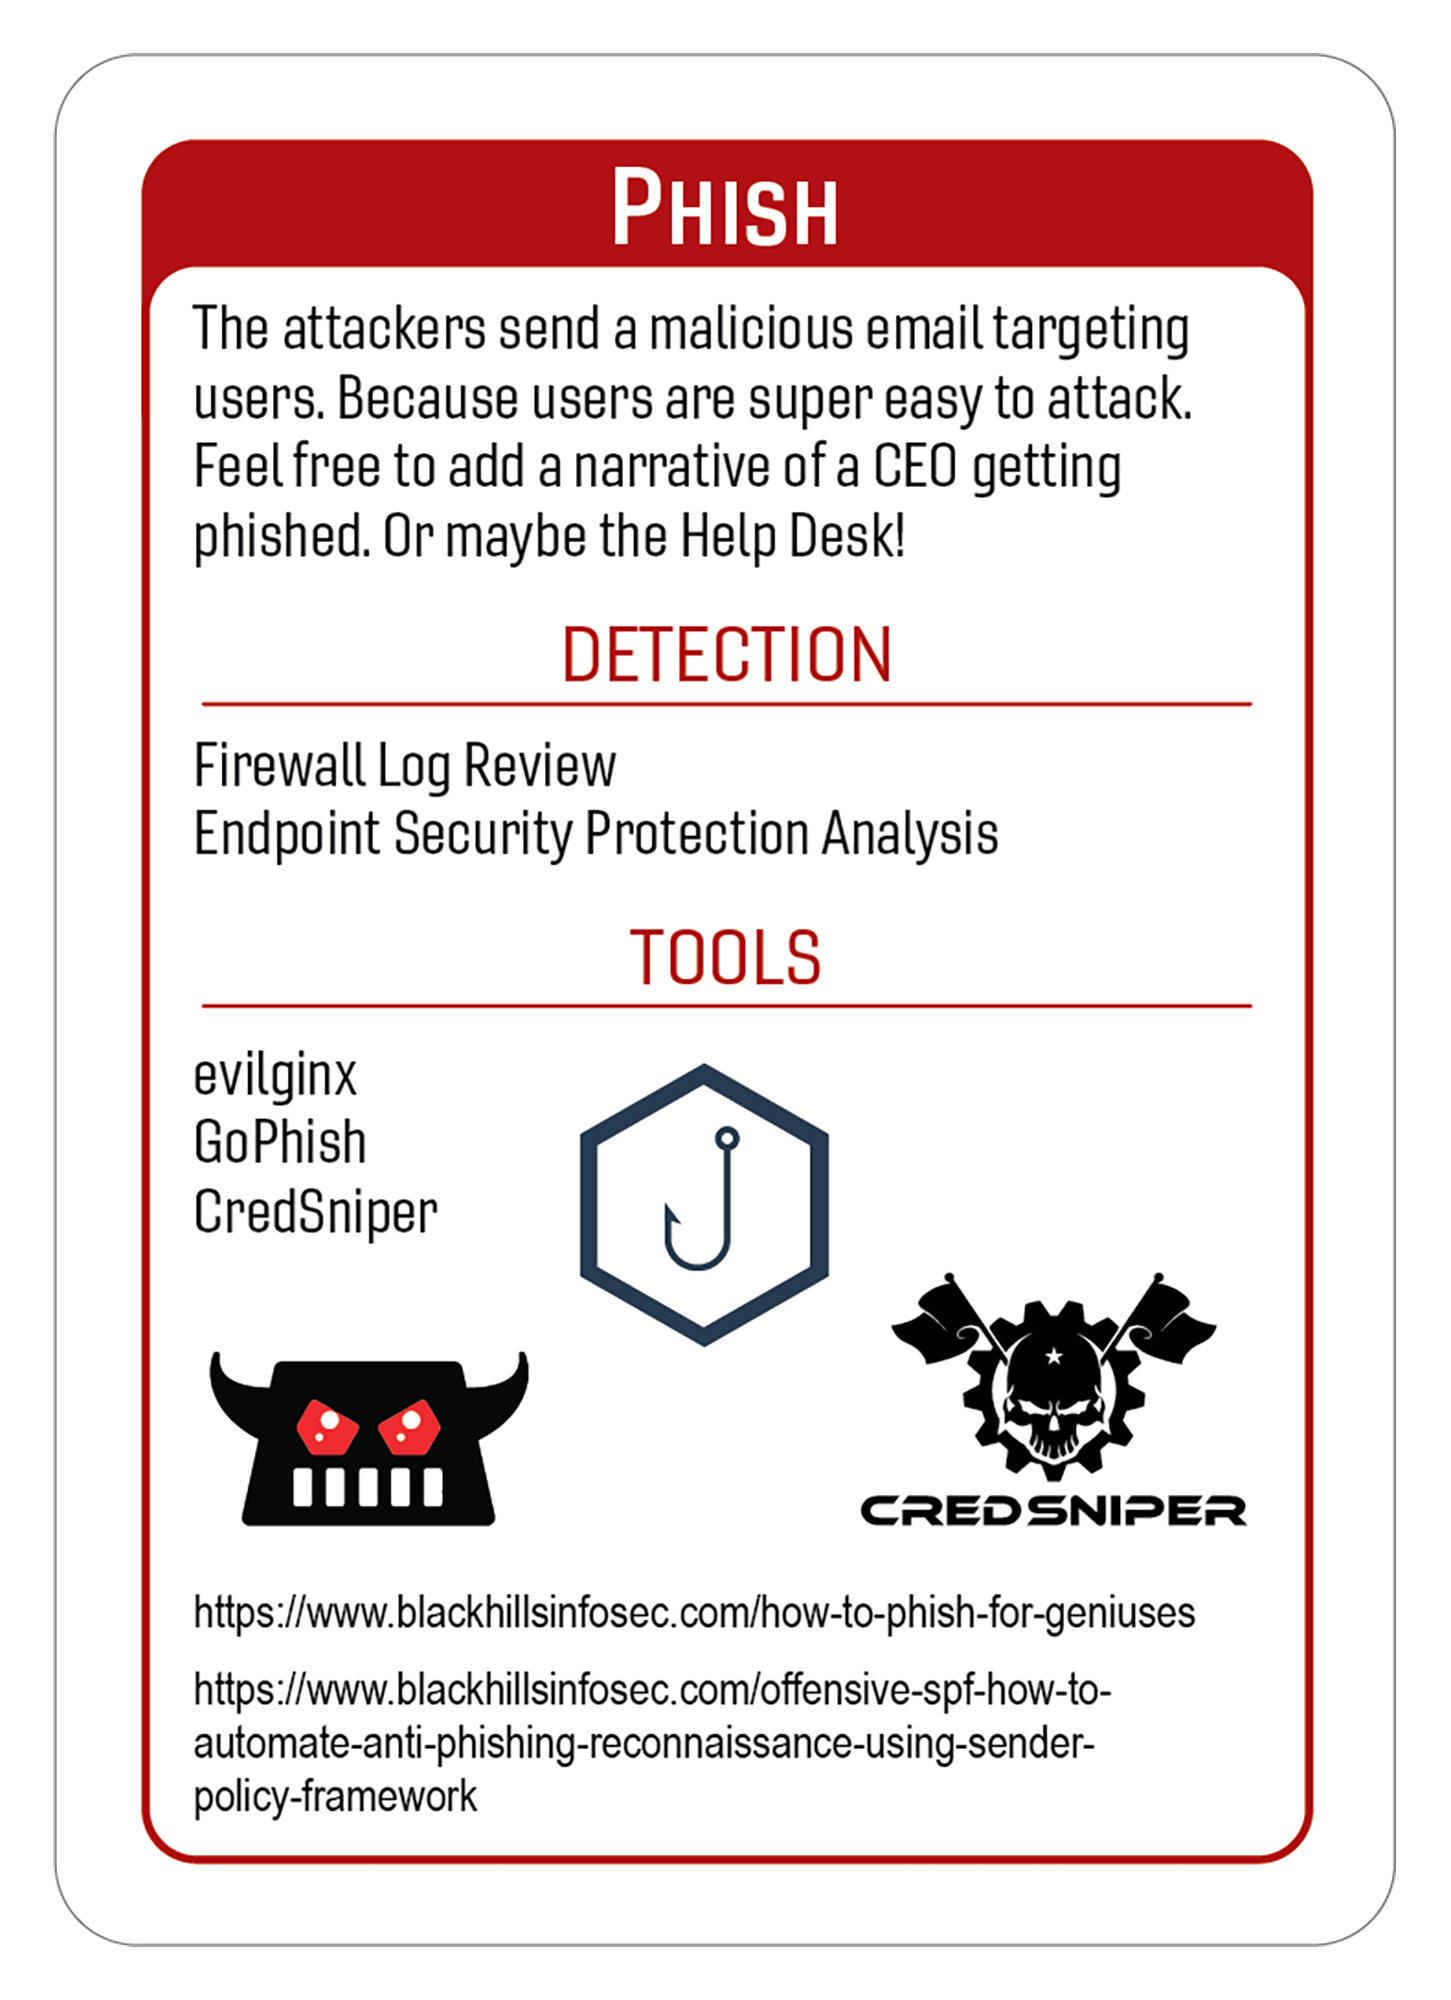 PHISH
The attackers send a malicious email targeting
users. Because users are super easy to attack.
Feel free to add a narrative of a CEO getting
phished. Or maybe the Help Desk!
DETECTION
Firewall Log Review
Endpoint Security Protection Analysis
TOOLS
evilginx
GoPhish
CredSniper
CREDSNIPER
https://www.blackhillsinfosec.com/how-to-phish-for-geniuses
https://www.blackhillsinfosec.com/offensive-spf-how-to-
automate-anti-phishing-reconnaissance-using-sender-
policy-framework